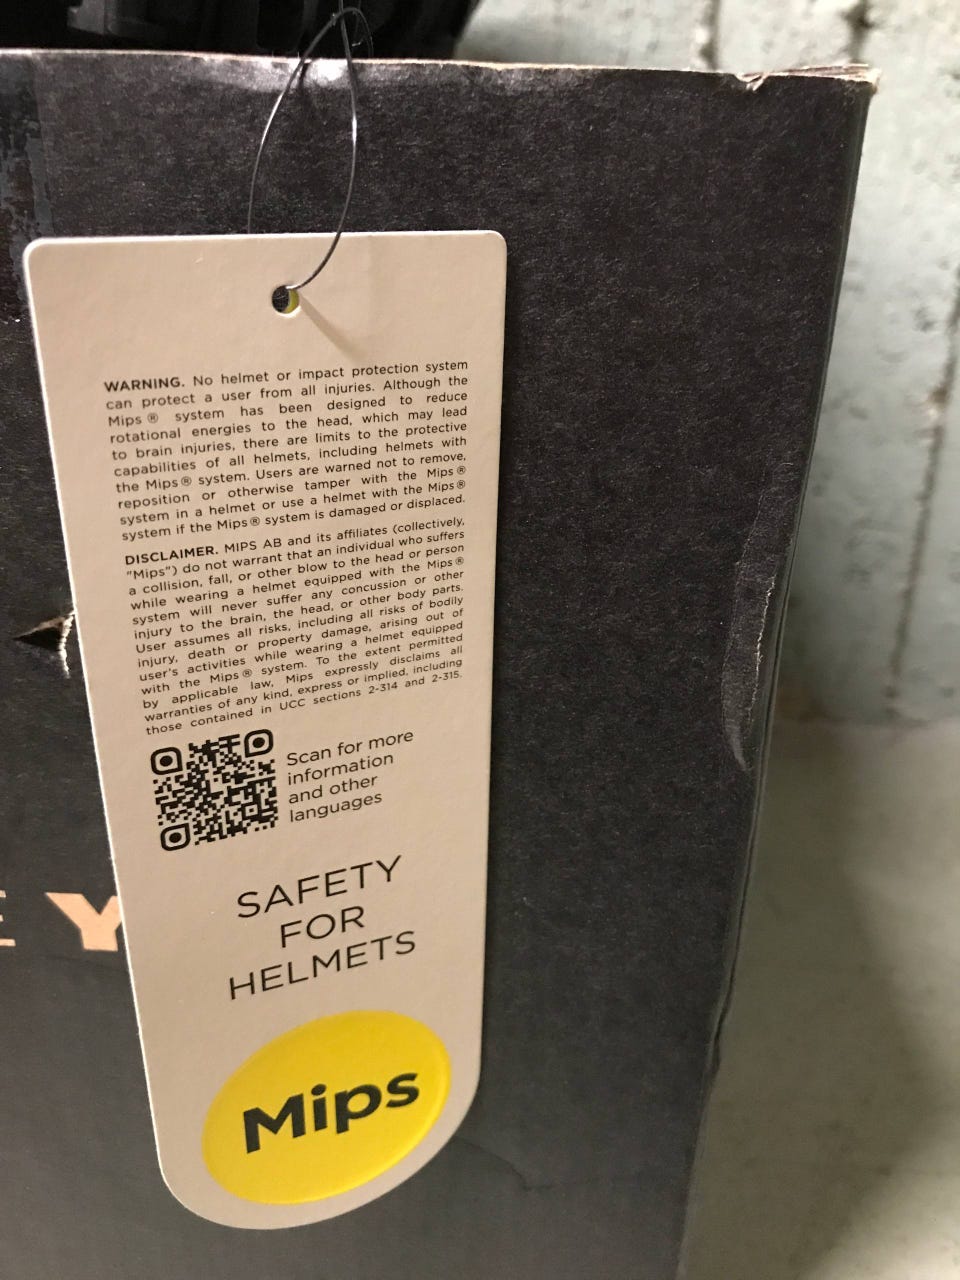 WARNING. No helmet or impact protection system
can protect a user from all injuries. Although the
Mips ® system has been designed to reduce
rotational energies to the head, which may lead
to brain injuries, there are limits to the protective
capabilities of all helmets, including helmets with
the Mips ® system. Users are warned not to remove,
reposition or otherwise tamper with the Mips ®
system in a helmet or use a helmet with the Mips ®
system if the Mips ® system is damaged or displaced.
DISCLAIMER. MIPS AB and its affiliates (collectively,
"Mips") do not warrant that an individual who suffers
a collision, fall, or other blow to the head or person
while wearing a helmet equipped with the Mips ®
system will never suffer any concussion or other
injury to the brain, the head, or other body parts.
User assumes all risks, including all risks of bodily
injury, death or property damage, arising out of
user's activities while wearing a helmet equipped
with the Mips ® system. To the extent permitted
by applicable law, Mips expressly disclaims all
warranties of any kind, express or implied, including
those contained in UCC sections 2-314 and 2-315.
Scan for more
information
and other
languages
E Y
SAFETY
FOR
HELMETS
Mips